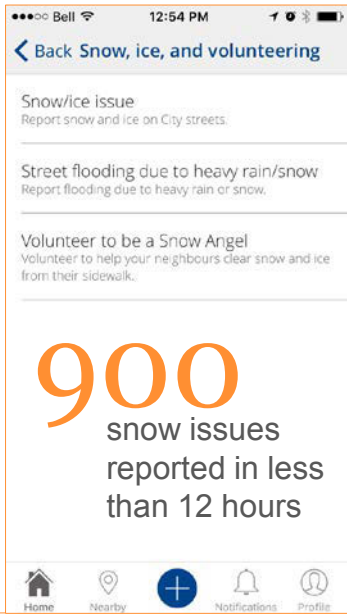 Bell 12:54 PM
Back Snow, ice, and volunteering
Snow/ice issue
Report snow and ice on City streets.
Street flooding due to heavy rain/snow
Report flooding due to heavy rain or snow.
Volunteer to be a Snow Angel
Volunteer to help your neighbours clear snow and ice
from their sidewalk.
900
snow issues
reported in less
than 12 hours
Home Nearby Notifications Profile